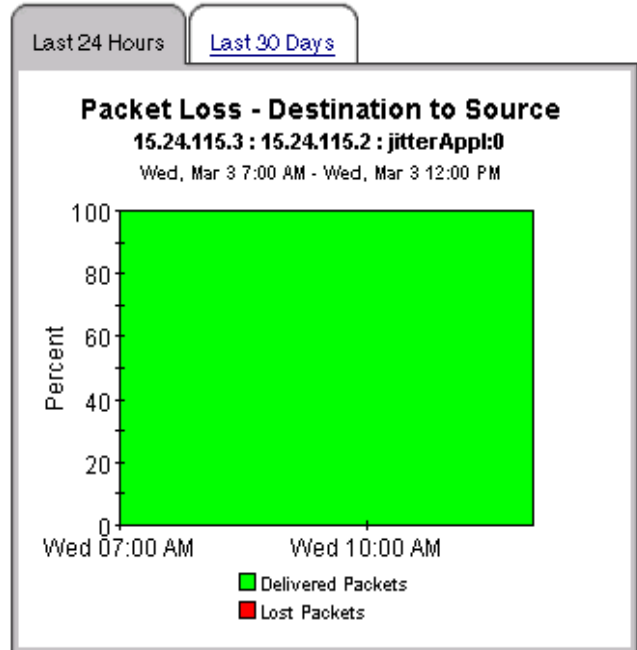 Last 24 Hours
Last 30 Days
Packet Loss - Destination to Source
15.24.115.3 : 15.24.115.2 : jitterAppl:0
Wed, Mar 3 7:00 AM - Wed, Mar 3 12:00 PM
100
80
60
40
20
0
Percent
Wed 07:00 AM
Wed 10:00 AM
Delivered Packets
Lost Packets